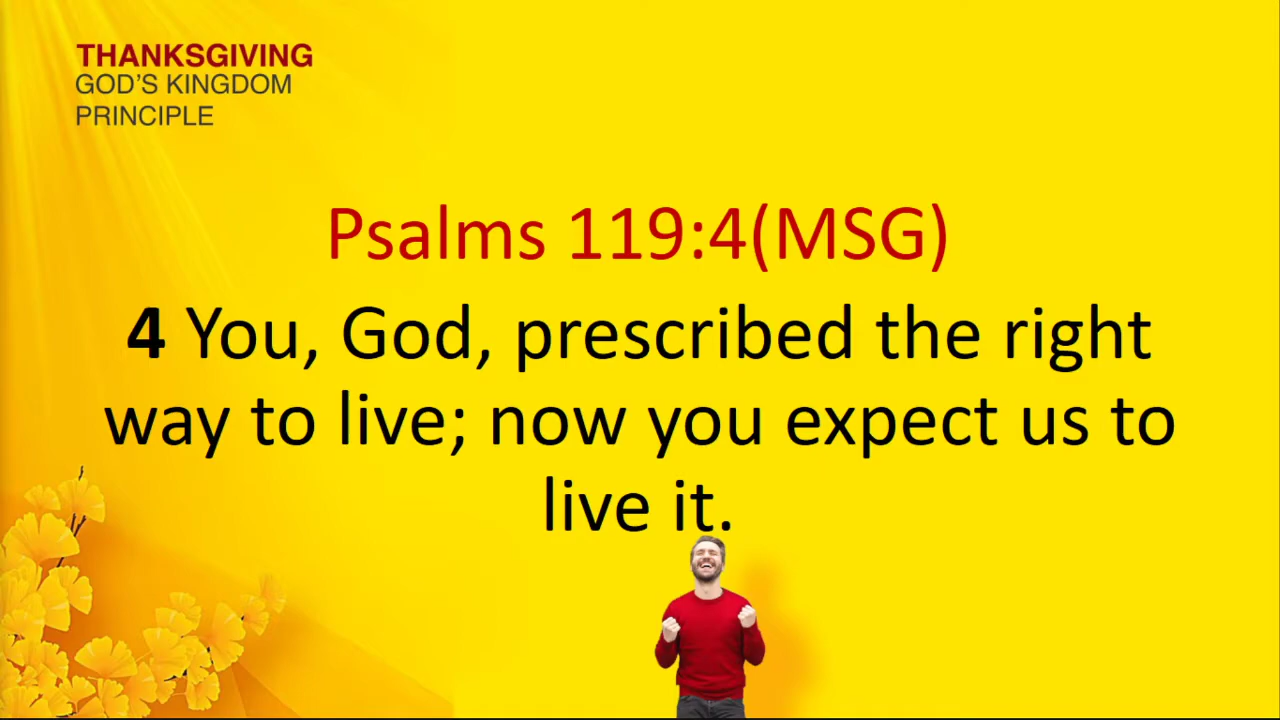 THANKSGIVING
GOD'S KINGDOM
PRINCIPLE
Psalms 119:4(MSG)
4 You, God, prescribed the right
way to live; now you expect us to
live it.